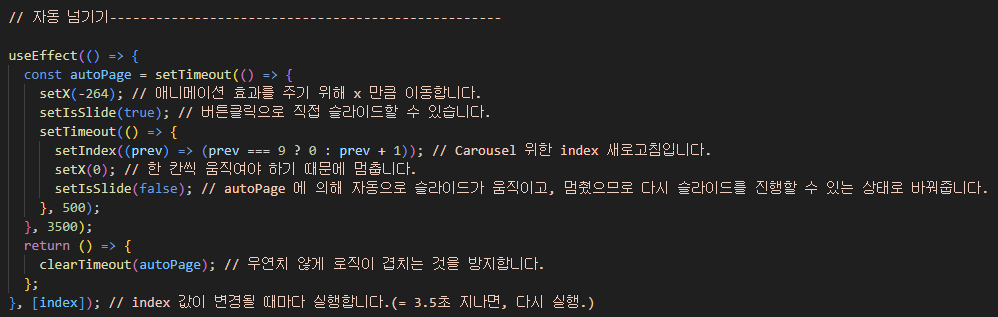 // 자동 넘기기----------------------------------------------------
useEffect(() => {
  const autoPage = setTimeout(() => {
    setX(-264); // 애니메이션 효과를 주기 위해 x 만큼 이동합니다.
    setIsSlide(true); // 버튼클릭으로 직접 슬라이드할 수 있습니다.
    setTimeout(() => {
      setIndex((prev) => (prev === 9 ? 0 : prev + 1)); // Carousel 위한 index 새로고침입니다.
      setX(0); // 한 칸씩 움직여야 하기 때문에 멈춥니다.
      setIsSlide(false); // autoPage 에 의해 자동으로 슬라이드가 움직이고, 멈췄으므로 다시 슬라이드를 진행할 수 있는 상태로 바꿔줍니다.
    }, 500);
  }, 3500);
  return () => {
    clearTimeout(autoPage); // 우연치 않게 로직이 겹치는 것을 방지합니다.
  };
}, [index]); // index 값이 변경될 때마다 실행합니다.(= 3.5초 지나면, 다시 실행.)